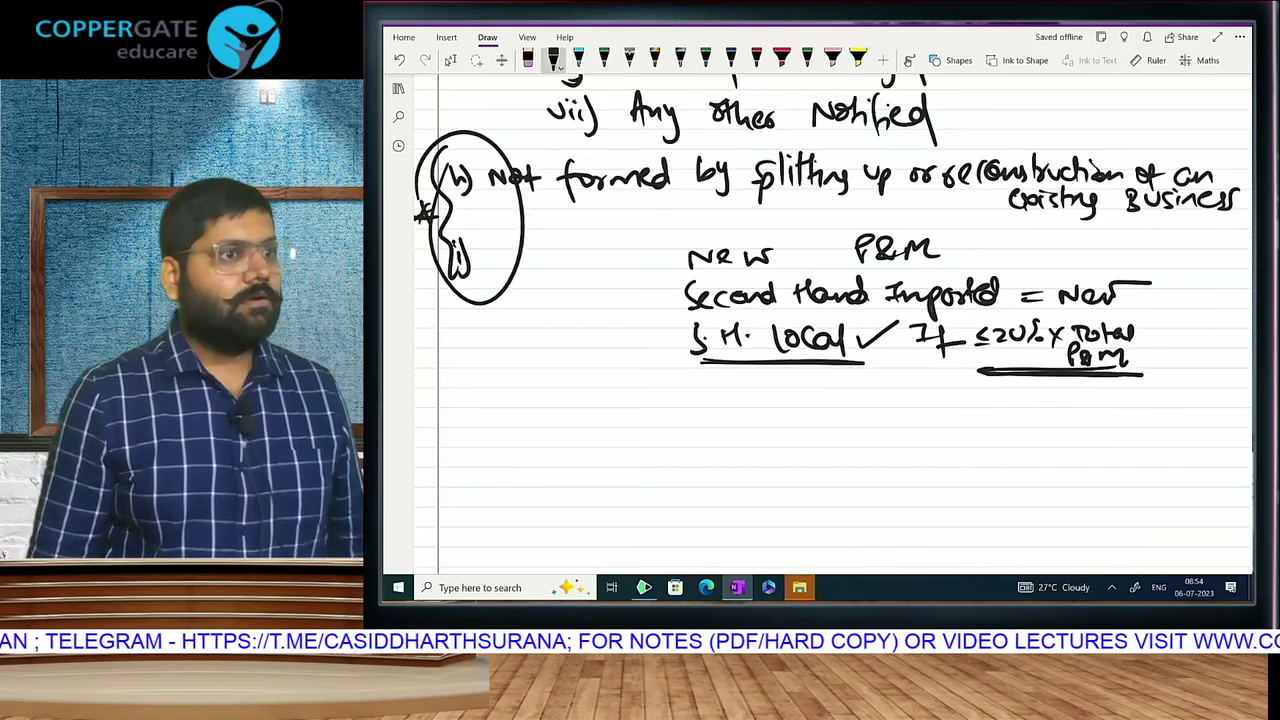 COPPERGATE
educare
Home Insert Draw View Help
Saved offline
Share
Shapes
Ink to Shape
Ink to Text
Ruler
Maths
vii) Any other Notified
h) Not formed by splitting up or reconstruction of an
existing Business
i)
New P&M
Second Hand Imported = New
S.H. Local ✓ If ≤20% x Total
P&M
Type here to search
27°C Cloudy
ENG
08:54
06-07-2023
AN ; TELEGRAM - HTTPS://T.ME/CASIDDHARTHSURANA; FOR NOTES (PDF/HARD COPY) OR VIDEO LECTURES VISIT WWW.CO